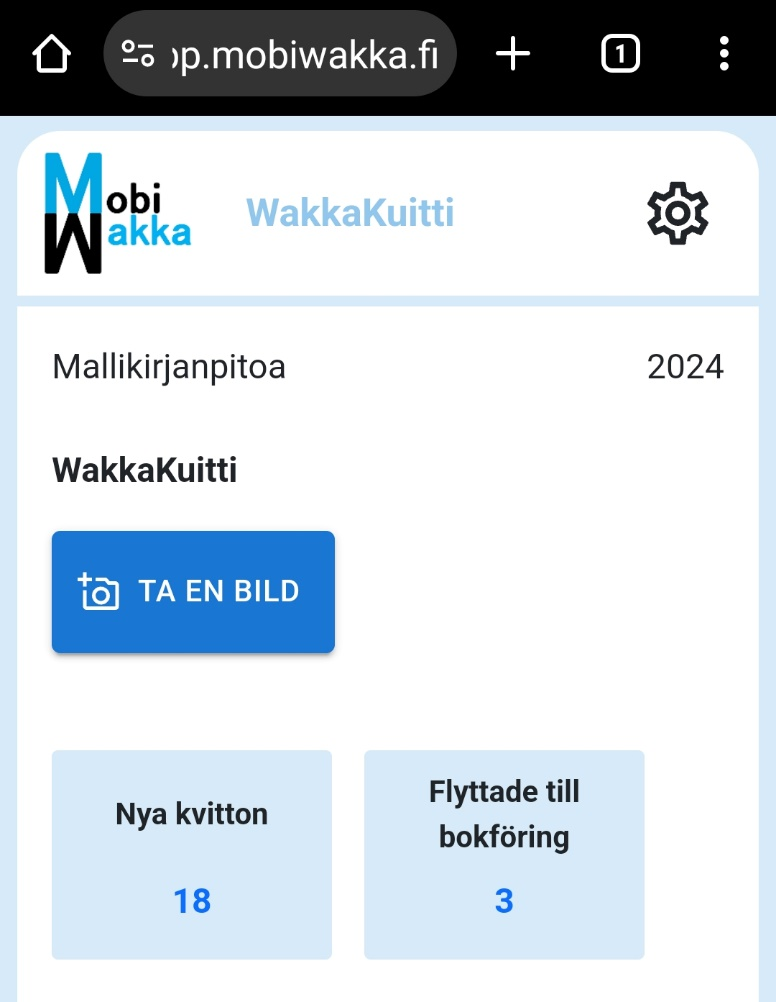 op.mobiwakka.fi
1
Mobi
Wakka
WakkaKuitti
Mallikirjanpitoa 2024
WakkaKuitti
TA EN BILD
Nya kvitton
18
Flyttade till
bokföring
3